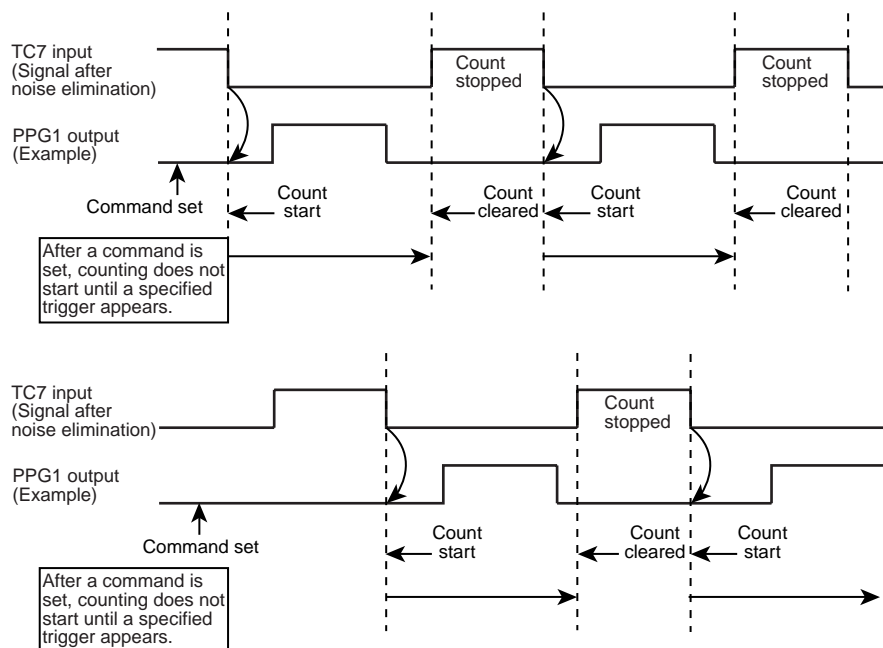 TC7 input
(Signal after
noise elimination)
Count
stopped
Count
stopped
PPG1 output
(Example)
Command set
Count
start
Count
cleared
Count
start
Count
cleared
After a command is
set, counting does not
start until a specified
trigger appears.
TC7 input
(Signal after
noise elimination)
Count
stopped
PPG1 output
(Example)
Command set
Count
start
Count
cleared
Count
start
After a command is
set, counting does not
start until a specified
trigger appears.